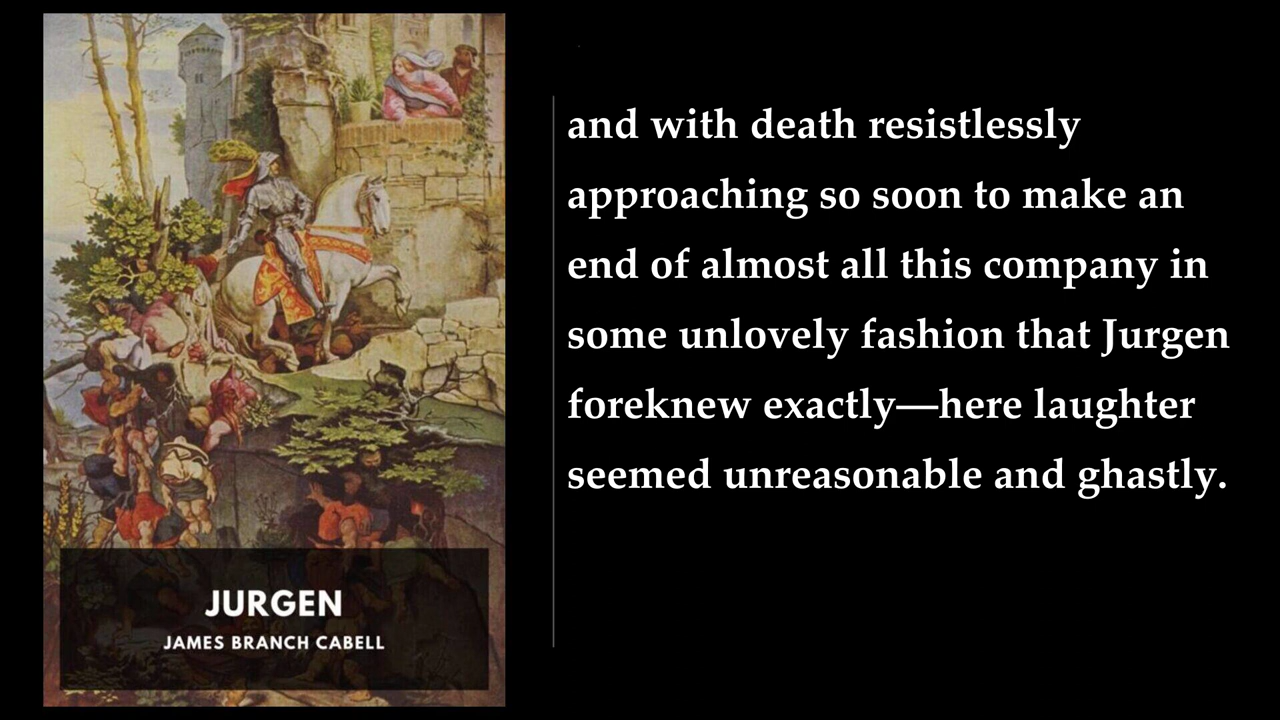 and with death resistlessly
approaching so soon to make an
end of almost all this company in
some unlovely fashion that Jurgen
foreknew exactly—here laughter
seemed unreasonable and ghastly.
JURGEN
JAMES BRANCH CABELL